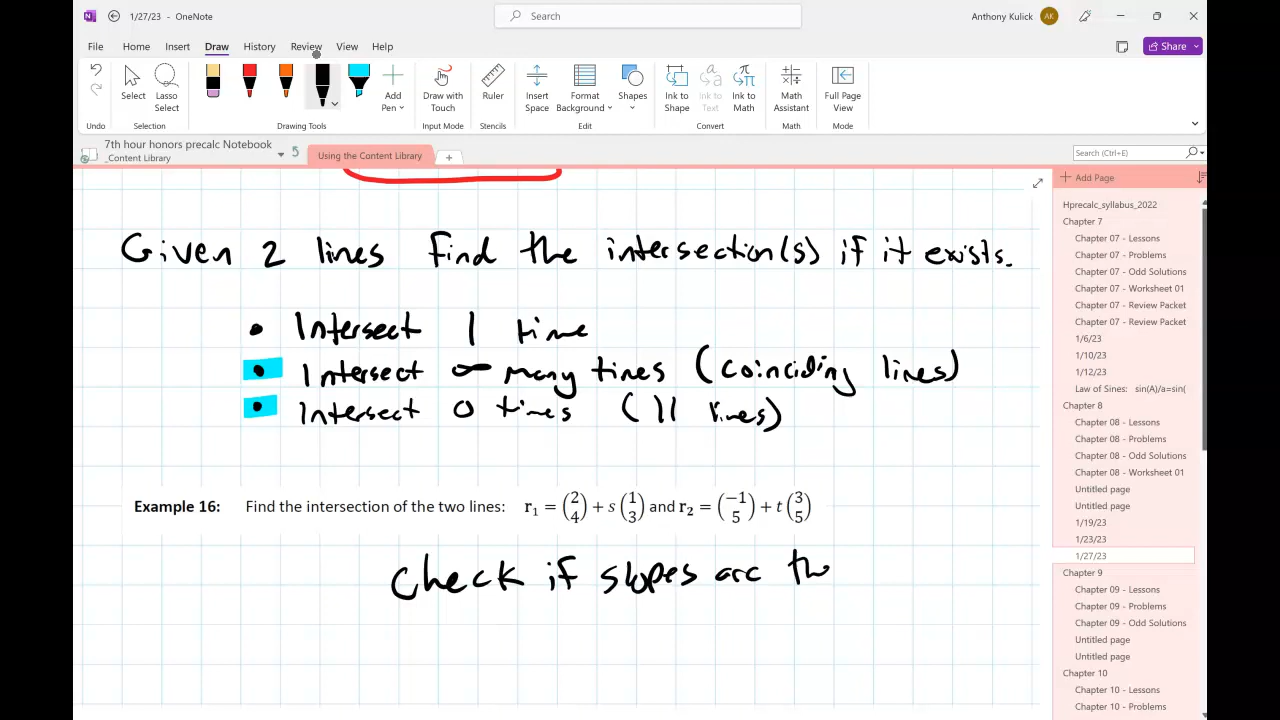 1/27/23 - OneNote
Search
Anthony Kulick
AK
File Home Insert Draw History Review View Help
Share
Undo
Select
Lasso Select
Add Pen
Draw with Touch
Ruler
Insert Space
Format Background
Shapes
Ink to Shape
Ink to Text
Ink to Math
Math Assistant
Full Page View
Selection
Drawing Tools
Input Mode
Stencils
Edit
Convert
Math
Mode
7th hour honors precalc Notebook
_Content Library
Using the Content Library
+
Search (Ctrl+E)
Add Page
Hprecalc_syllabus_2022
Chapter 7
Chapter 07 - Lessons
Chapter 07 - Problems
Chapter 07 - Odd Solutions
Chapter 07 - Worksheet 01
Chapter 07 - Review Packet
Chapter 07 - Review Packet
1/6/23
1/10/23
1/12/23
Law of Sines: sin(A)/a=sin(
Chapter 8
Chapter 08 - Lessons
Chapter 08 - Problems
Chapter 08 - Odd Solutions
Chapter 08 - Worksheet 01
Untitled page
Untitled page
1/19/23
1/23/23
1/27/23
Chapter 9
Chapter 09 - Lessons
Chapter 09 - Problems
Chapter 09 - Odd Solutions
Untitled page
Untitled page
Chapter 10
Chapter 10 - Lessons
Chapter 10 - Problems
Given 2 lines find the intersection(s) if it exists.
• Intersect 1 time
• Intersect ∞ many times (coinciding lines)
• Intersect 0 times (|| lines)
Example 16: Find the intersection of the two lines: r₁ = (2 4) + s (1 3) and r₂ = (−1 5) + t (3 5)
Check if slopes are the